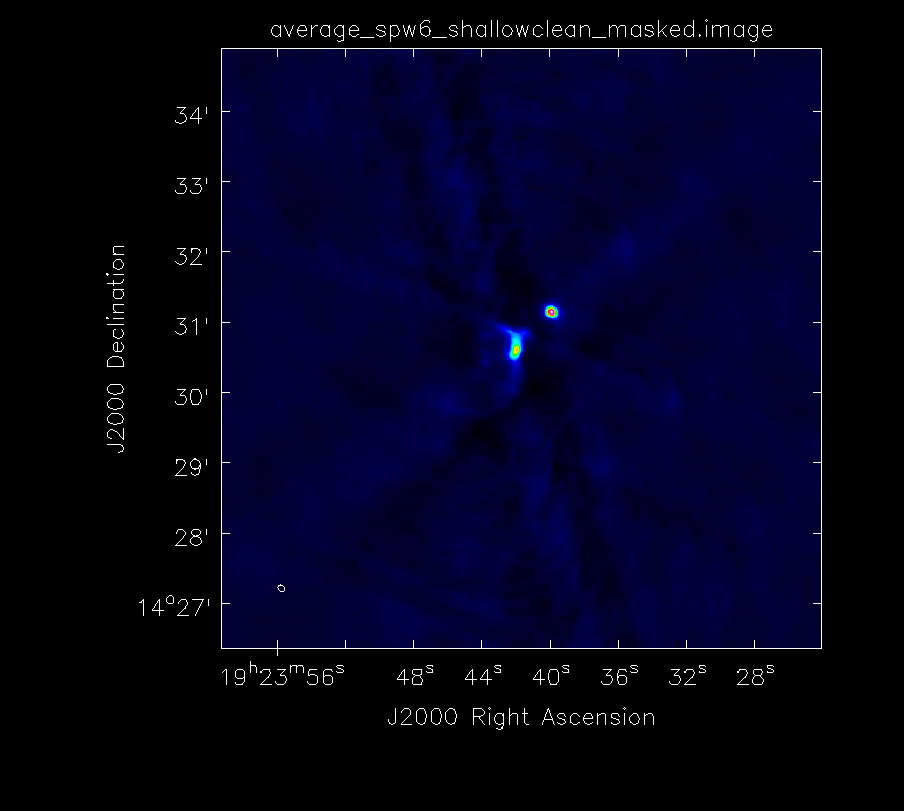 average_spw6_shallowclean_masked.image
34'
33'
32'
31'
30'
29'
28'
14°27'
J2000 Declination
19ʰ23ᵐ56ˢ 48ˢ 44ˢ 40ˢ 36ˢ 32ˢ 28ˢ
J2000 Right Ascension